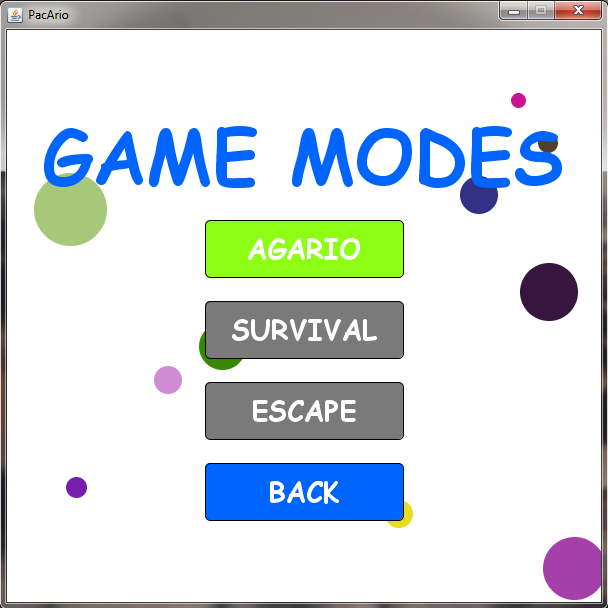 PacArio
GAME MODES
AGARIO
SURVIVAL
ESCAPE
BACK